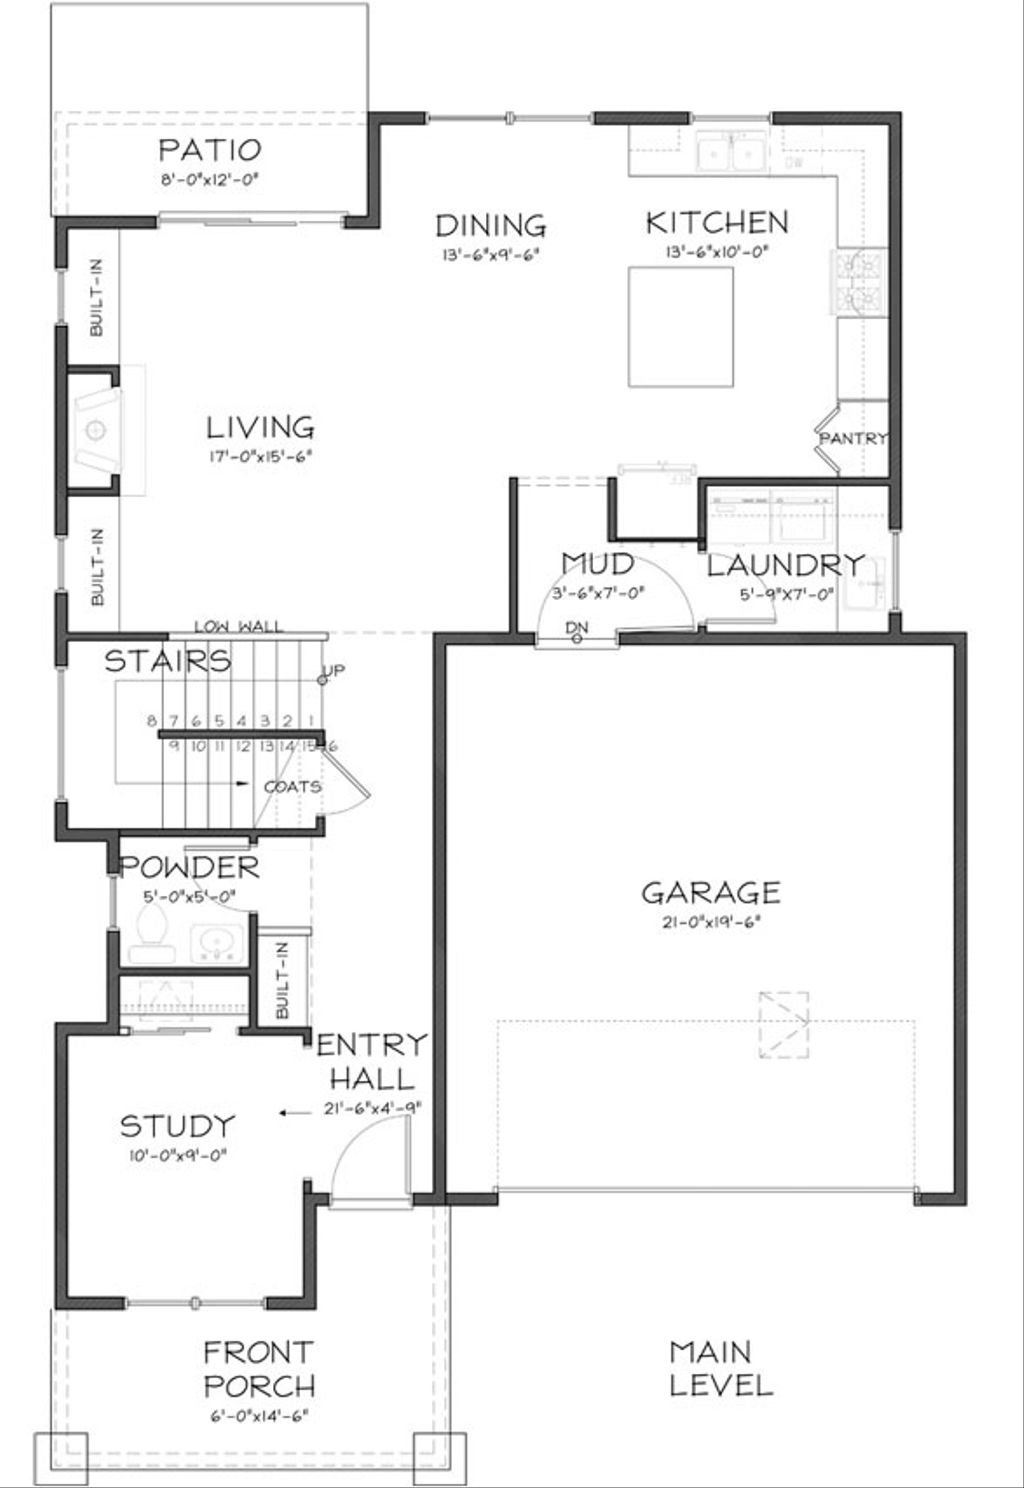 PATIO
8'-0"x12'-0"
DINING
13'-6"x9'-6"
KITCHEN
13'-6"x10'-0"
DW
BUILT-IN
LIVING
17'-0"x15'-6"
PANTRY
REF
BUILT-IN
MUD
3'-6"x7'-0"
LAUNDRY
5'-9"x7'-0"
DN
LOW WALL
STAIRS
UP
8 7 6 5 4 3 2 1
9 10 11 12 13 14 15 16
COATS
POWDER
5'-0"x5'-0"
GARAGE
21-0"x19'-6"
BUILT-IN
ENTRY
HALL
21'-6"x4'-9"
STUDY
10'-0"x9'-0"
FRONT
PORCH
6'-0"x14'-6"
MAIN
LEVEL